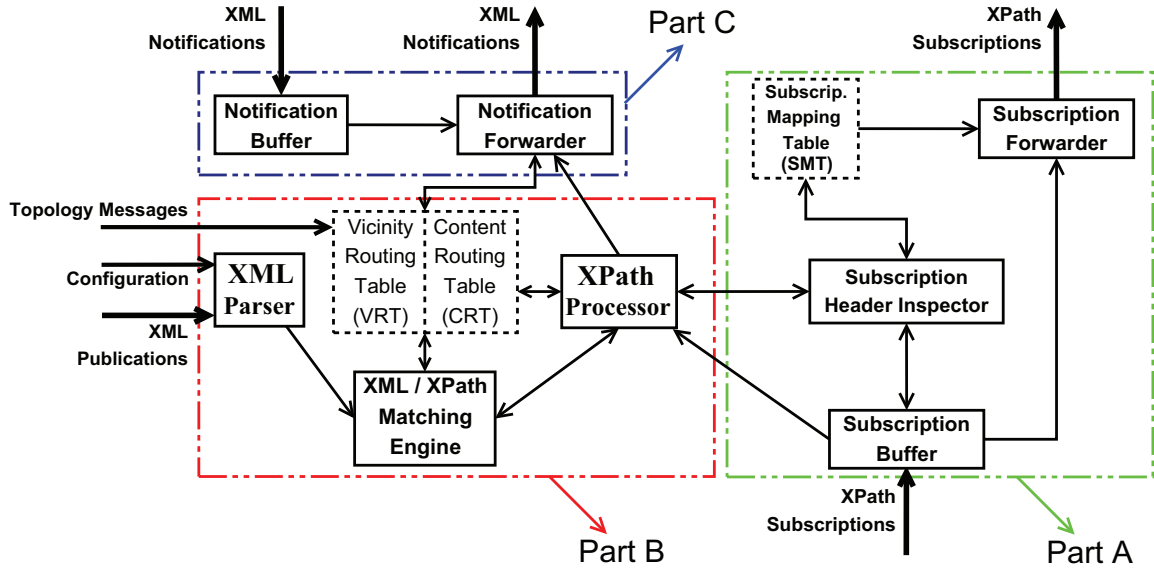 XML
Notifications
XML
Notifications
Part C
XPath
Subscriptions
Notification
Buffer
Notification
Forwarder
Subscrip.
Mapping
Table
(SMT)
Subscription
Forwarder
Topology Messages
Configuration
XML
Publications
XML
Parser
Vicinity
Routing
Table
(VRT)
Content
Routing
Table
(CRT)
XPath
Processor
Subscription
Header Inspector
XML / XPath
Matching
Engine
Subscription
Buffer
XPath
Subscriptions
Part B
Part A